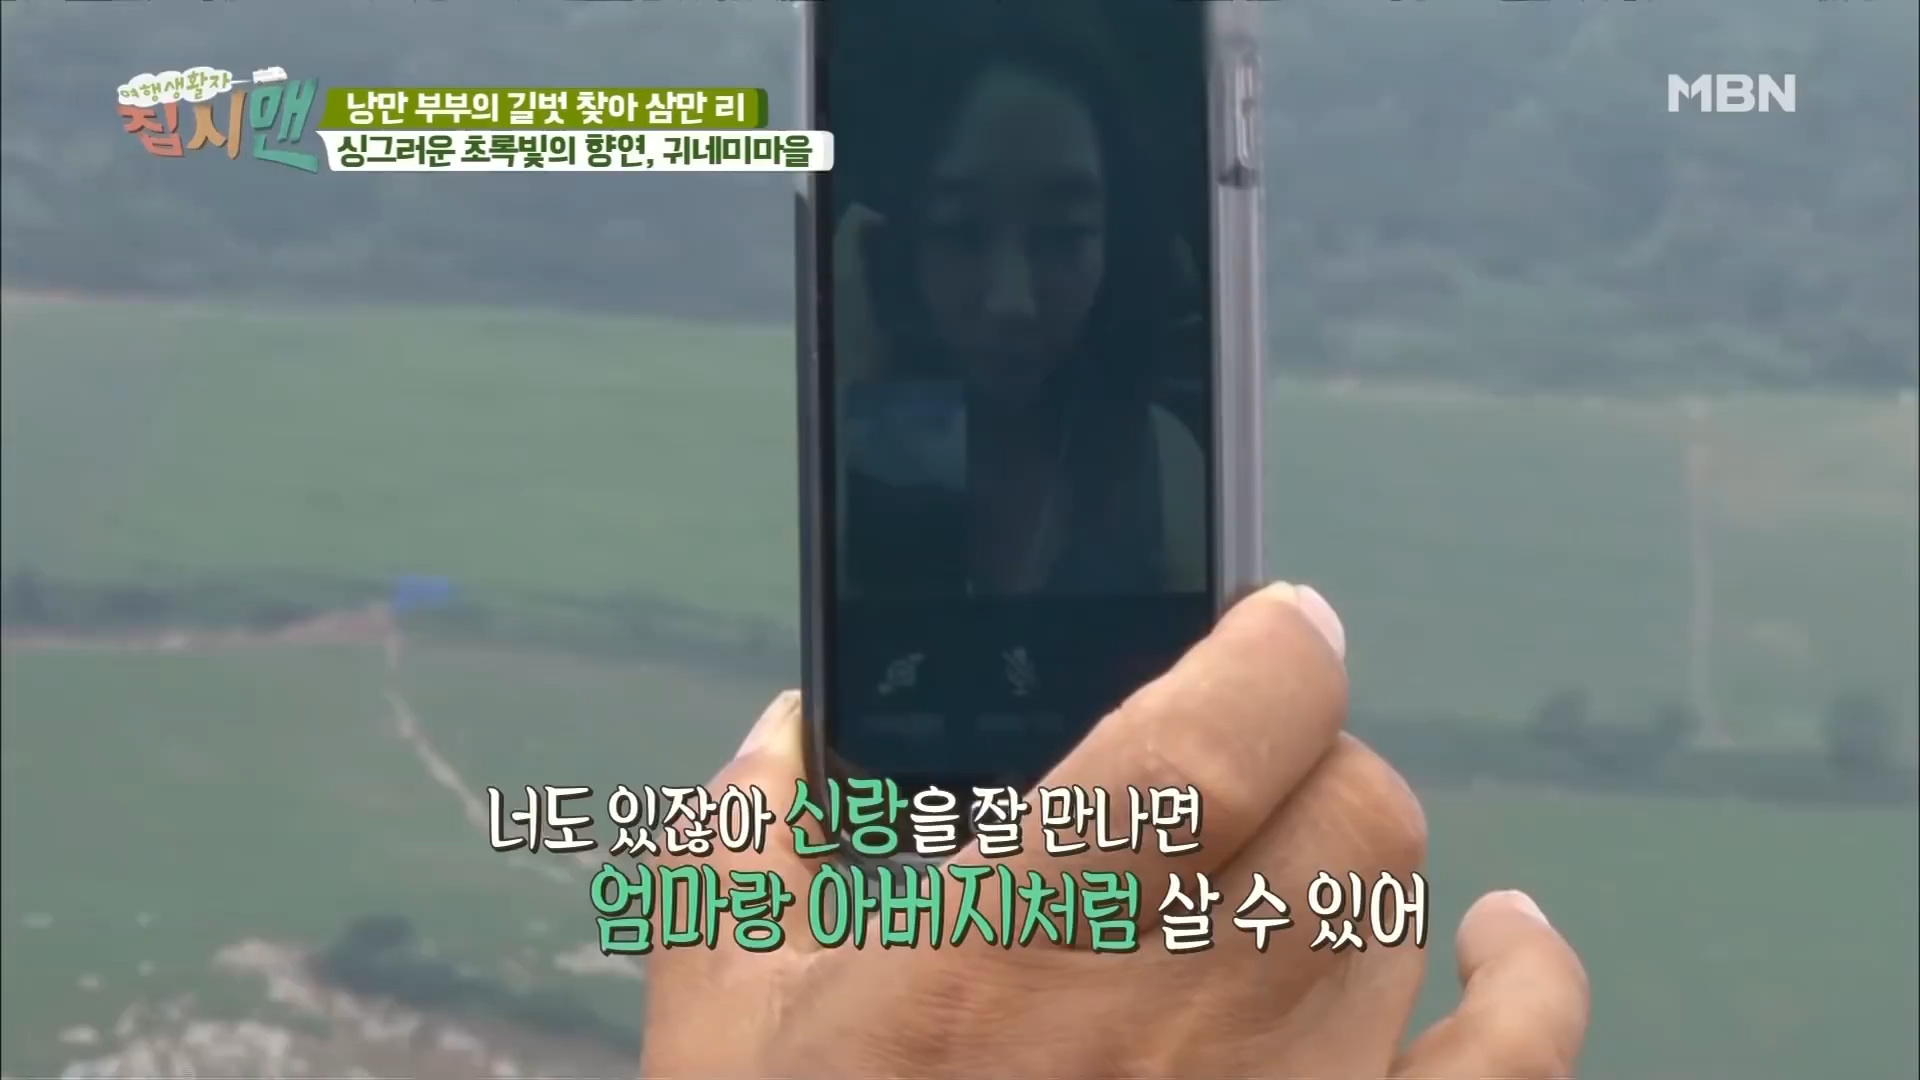 여행생활자
집시맨
낭만 부부의 길벗 찾아 삼만 리
싱그러운 초록빛의 향연, 귀네미마을
MBN
너도 있잖아 신랑을 잘 만나면
엄마랑 아버지처럼 살 수 있어